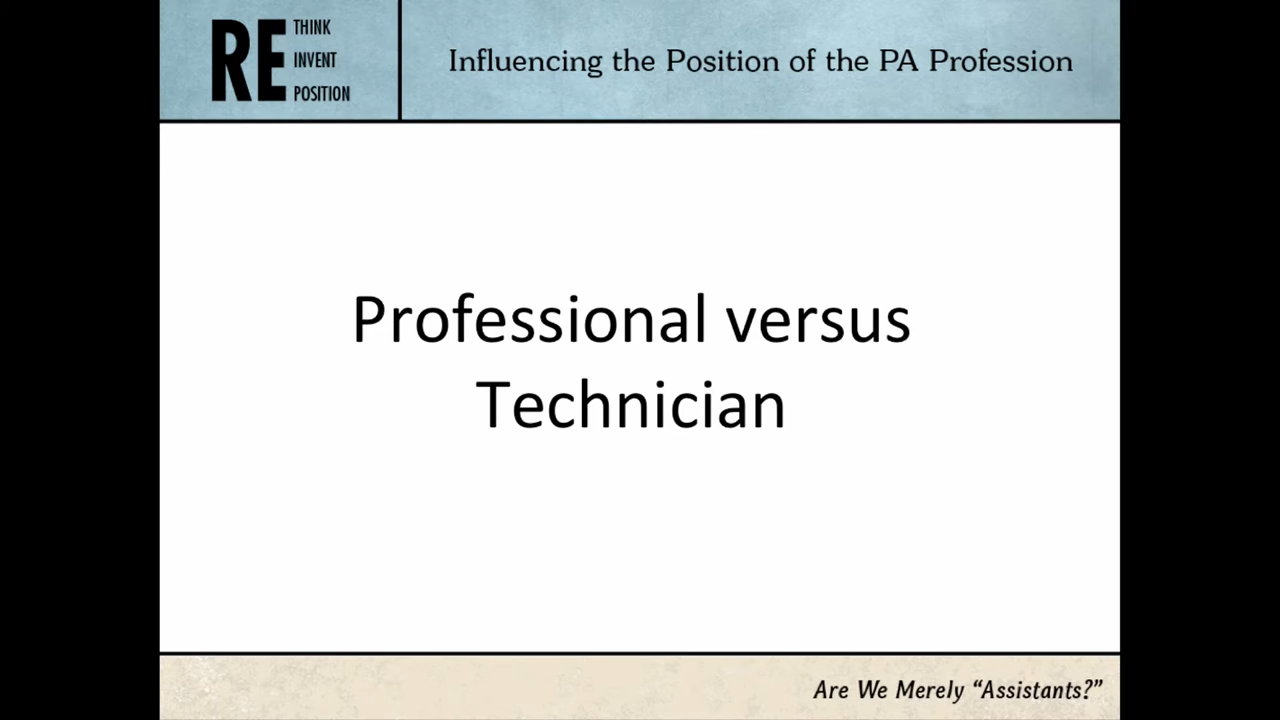 RE THINK
INVENT
POSITION
Influencing the Position of the PA Profession
Professional versus
Technician
Are We Merely “Assistants?”